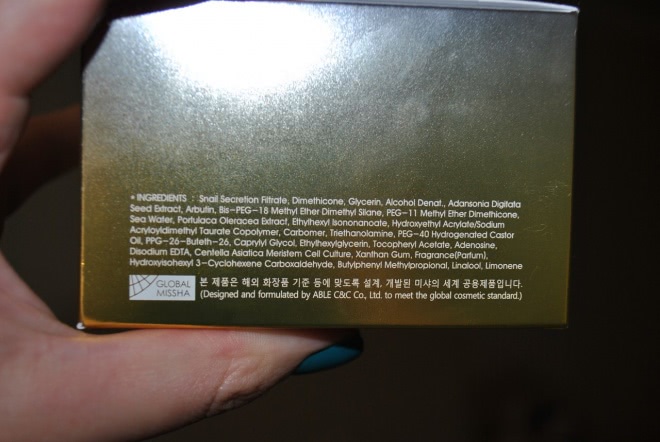 • INGREDIENTS : Snail Secretion Filtrate, Dimethicone, Glycerin, Alcohol Denat., Adansonia Digitata
Seed Extract, Arbutin, Bis-PEG-18 Methyl Ether Dimethyl Silane, PEG-11 Methyl Ether Dimethicone,
Sea Water, Portulaca Oleracea Extract, Ethylhexyl Isononanoate, Hydroxyethyl Acrylate/Sodium
Acryloyldimethyl Taurate Copolymer, Carbomer, Triethanolamine, PEG-40 Hydrogenated Castor
Oil, PPG-26-Buteth-26, Caprylyl Glycol, Ethylhexylglycerin, Tocopheryl Acetate, Adenosine,
Disodium EDTA, Centella Asiatica Meristem Cell Culture, Xanthan Gum, Fragrance(Parfum),
Hydroxyisohexyl 3-Cyclohexene Carboxaldehyde, Butylphenyl Methylpropional, Linalool, Limonene
GLOBAL
MISSHA
본 제품은 해외 화장품 기준 등에 맞도록 설계, 개발된 미샤의 세계 공용제품입니다.
(Designed and formulated by ABLE C&C Co., Ltd. to meet the global cosmetic standard.)